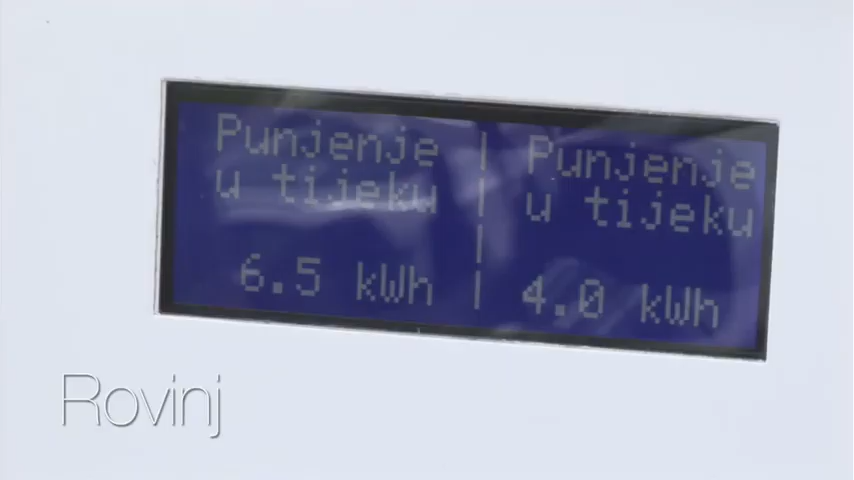 Punjenje | Punjenje
u tijeku | u tijeku
6.5 kWh | 4.0 kWh
Rovinj